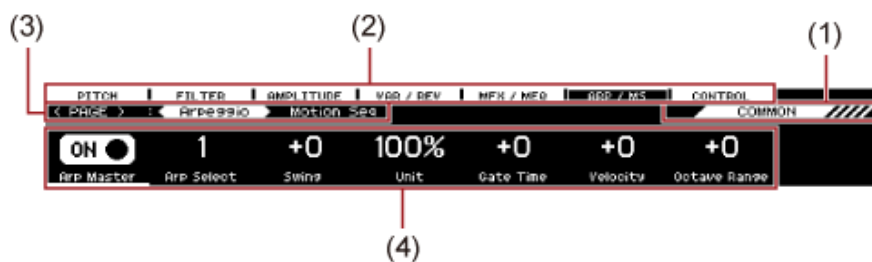 (1)
(2)
(3)
PITCH FILTER AMPLITUDE VAR / REV MFX / MEQ ARP / MS CONTROL
< PAGE > : Arpeggio Motion Seq COMMON
ON 1 +0 100% +0 +0 +0
Arp Master Arp Select Swing Unit Gate Time Velocity Octave Range
(4)